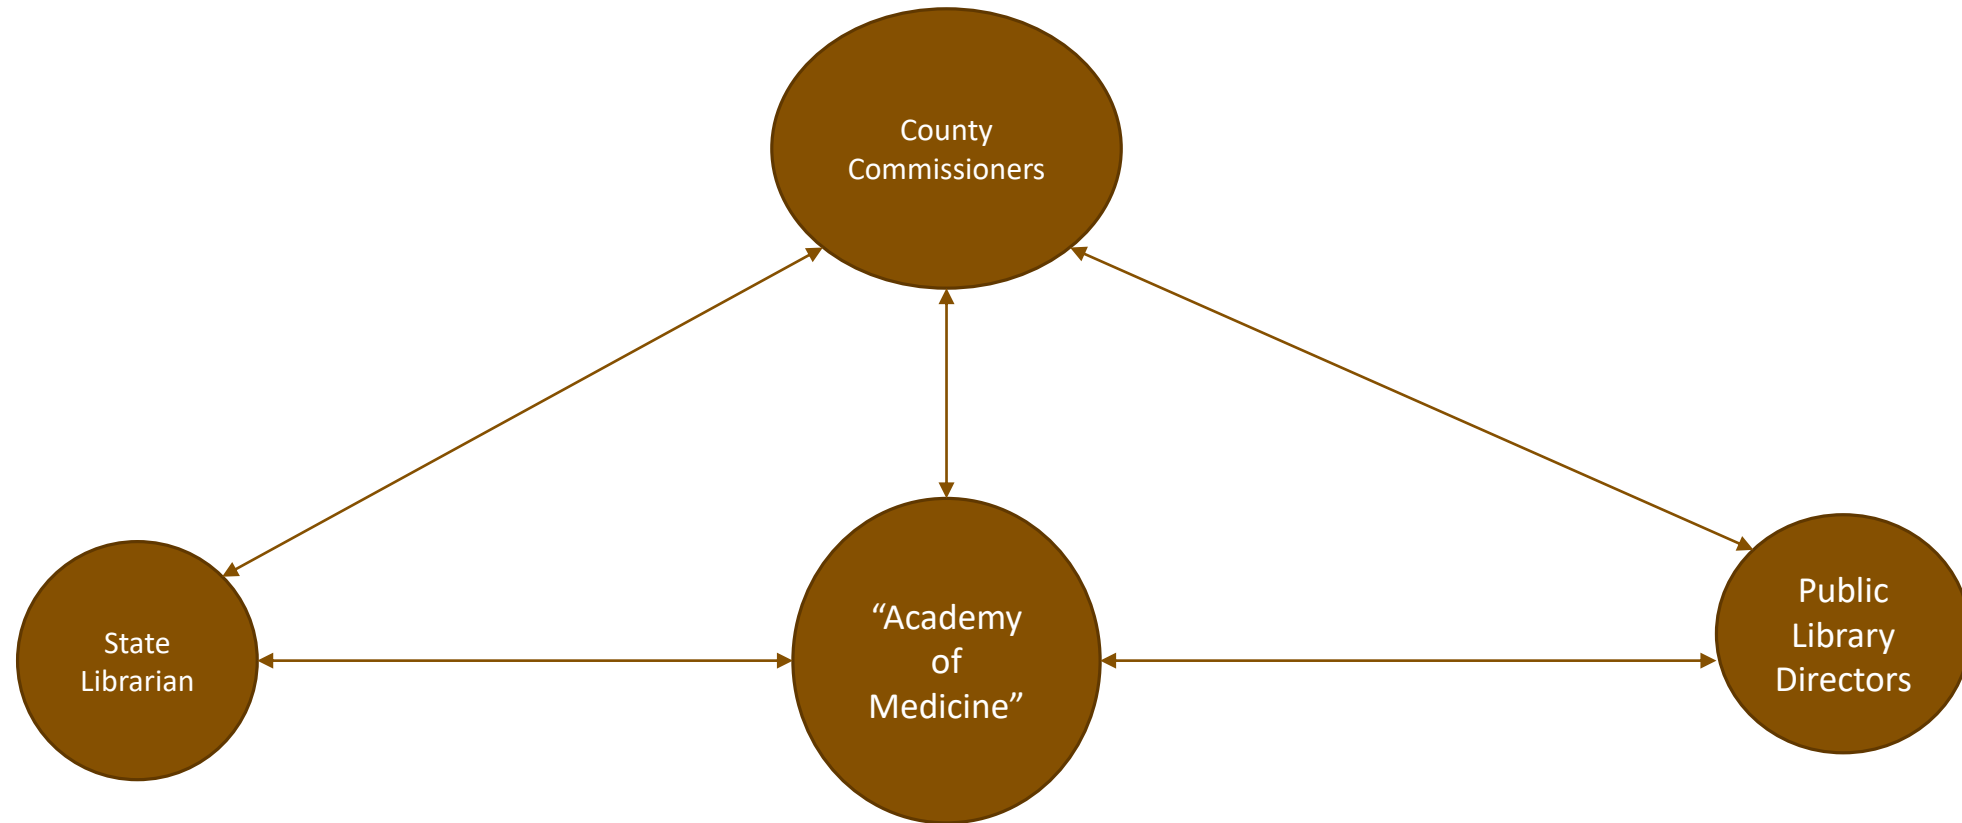 County
Commissioners
State
Librarian
“Academy
of
Medicine”
Public
Library
Directors